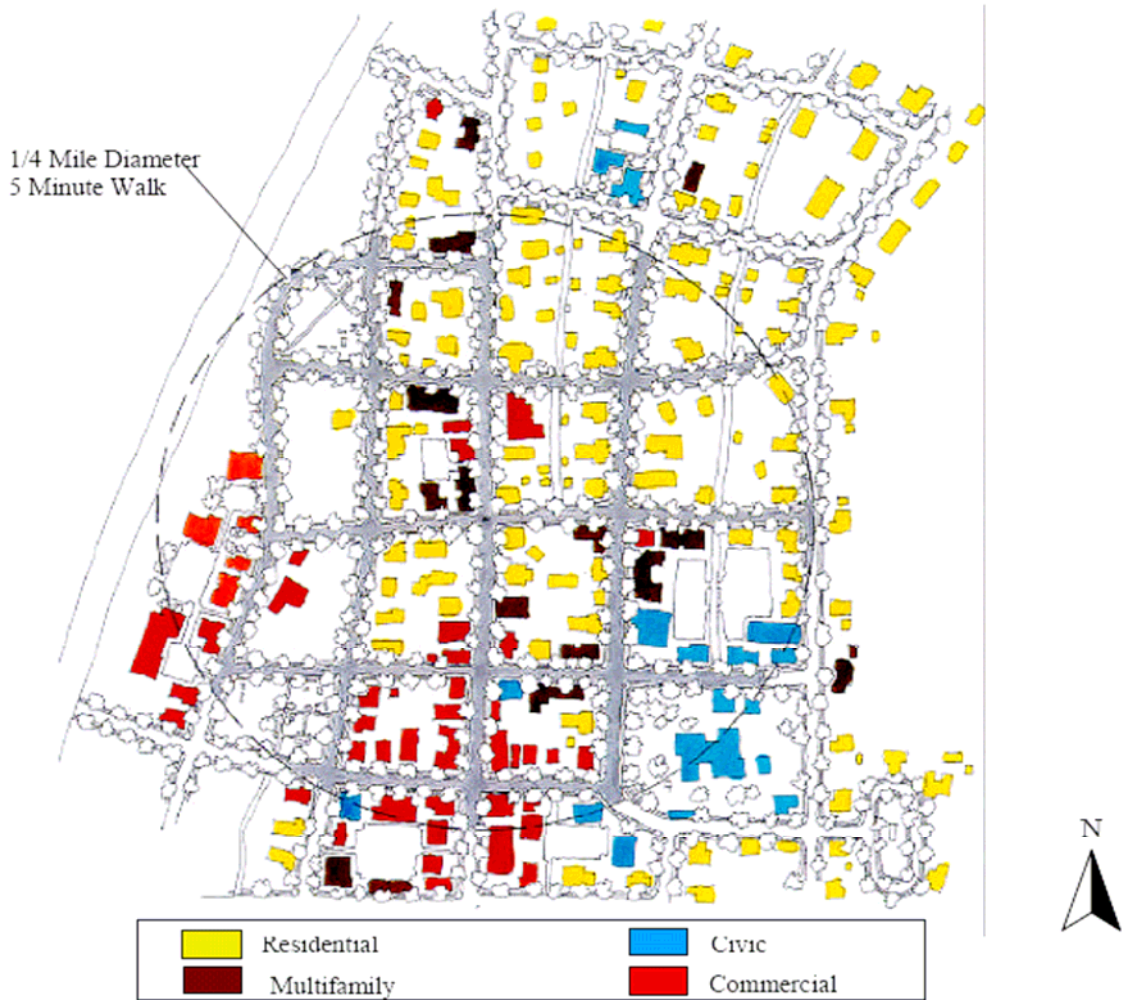 1/4 Mile Diameter
5 Minute Walk
N
Residential
Civic
Multifamily
Commercial